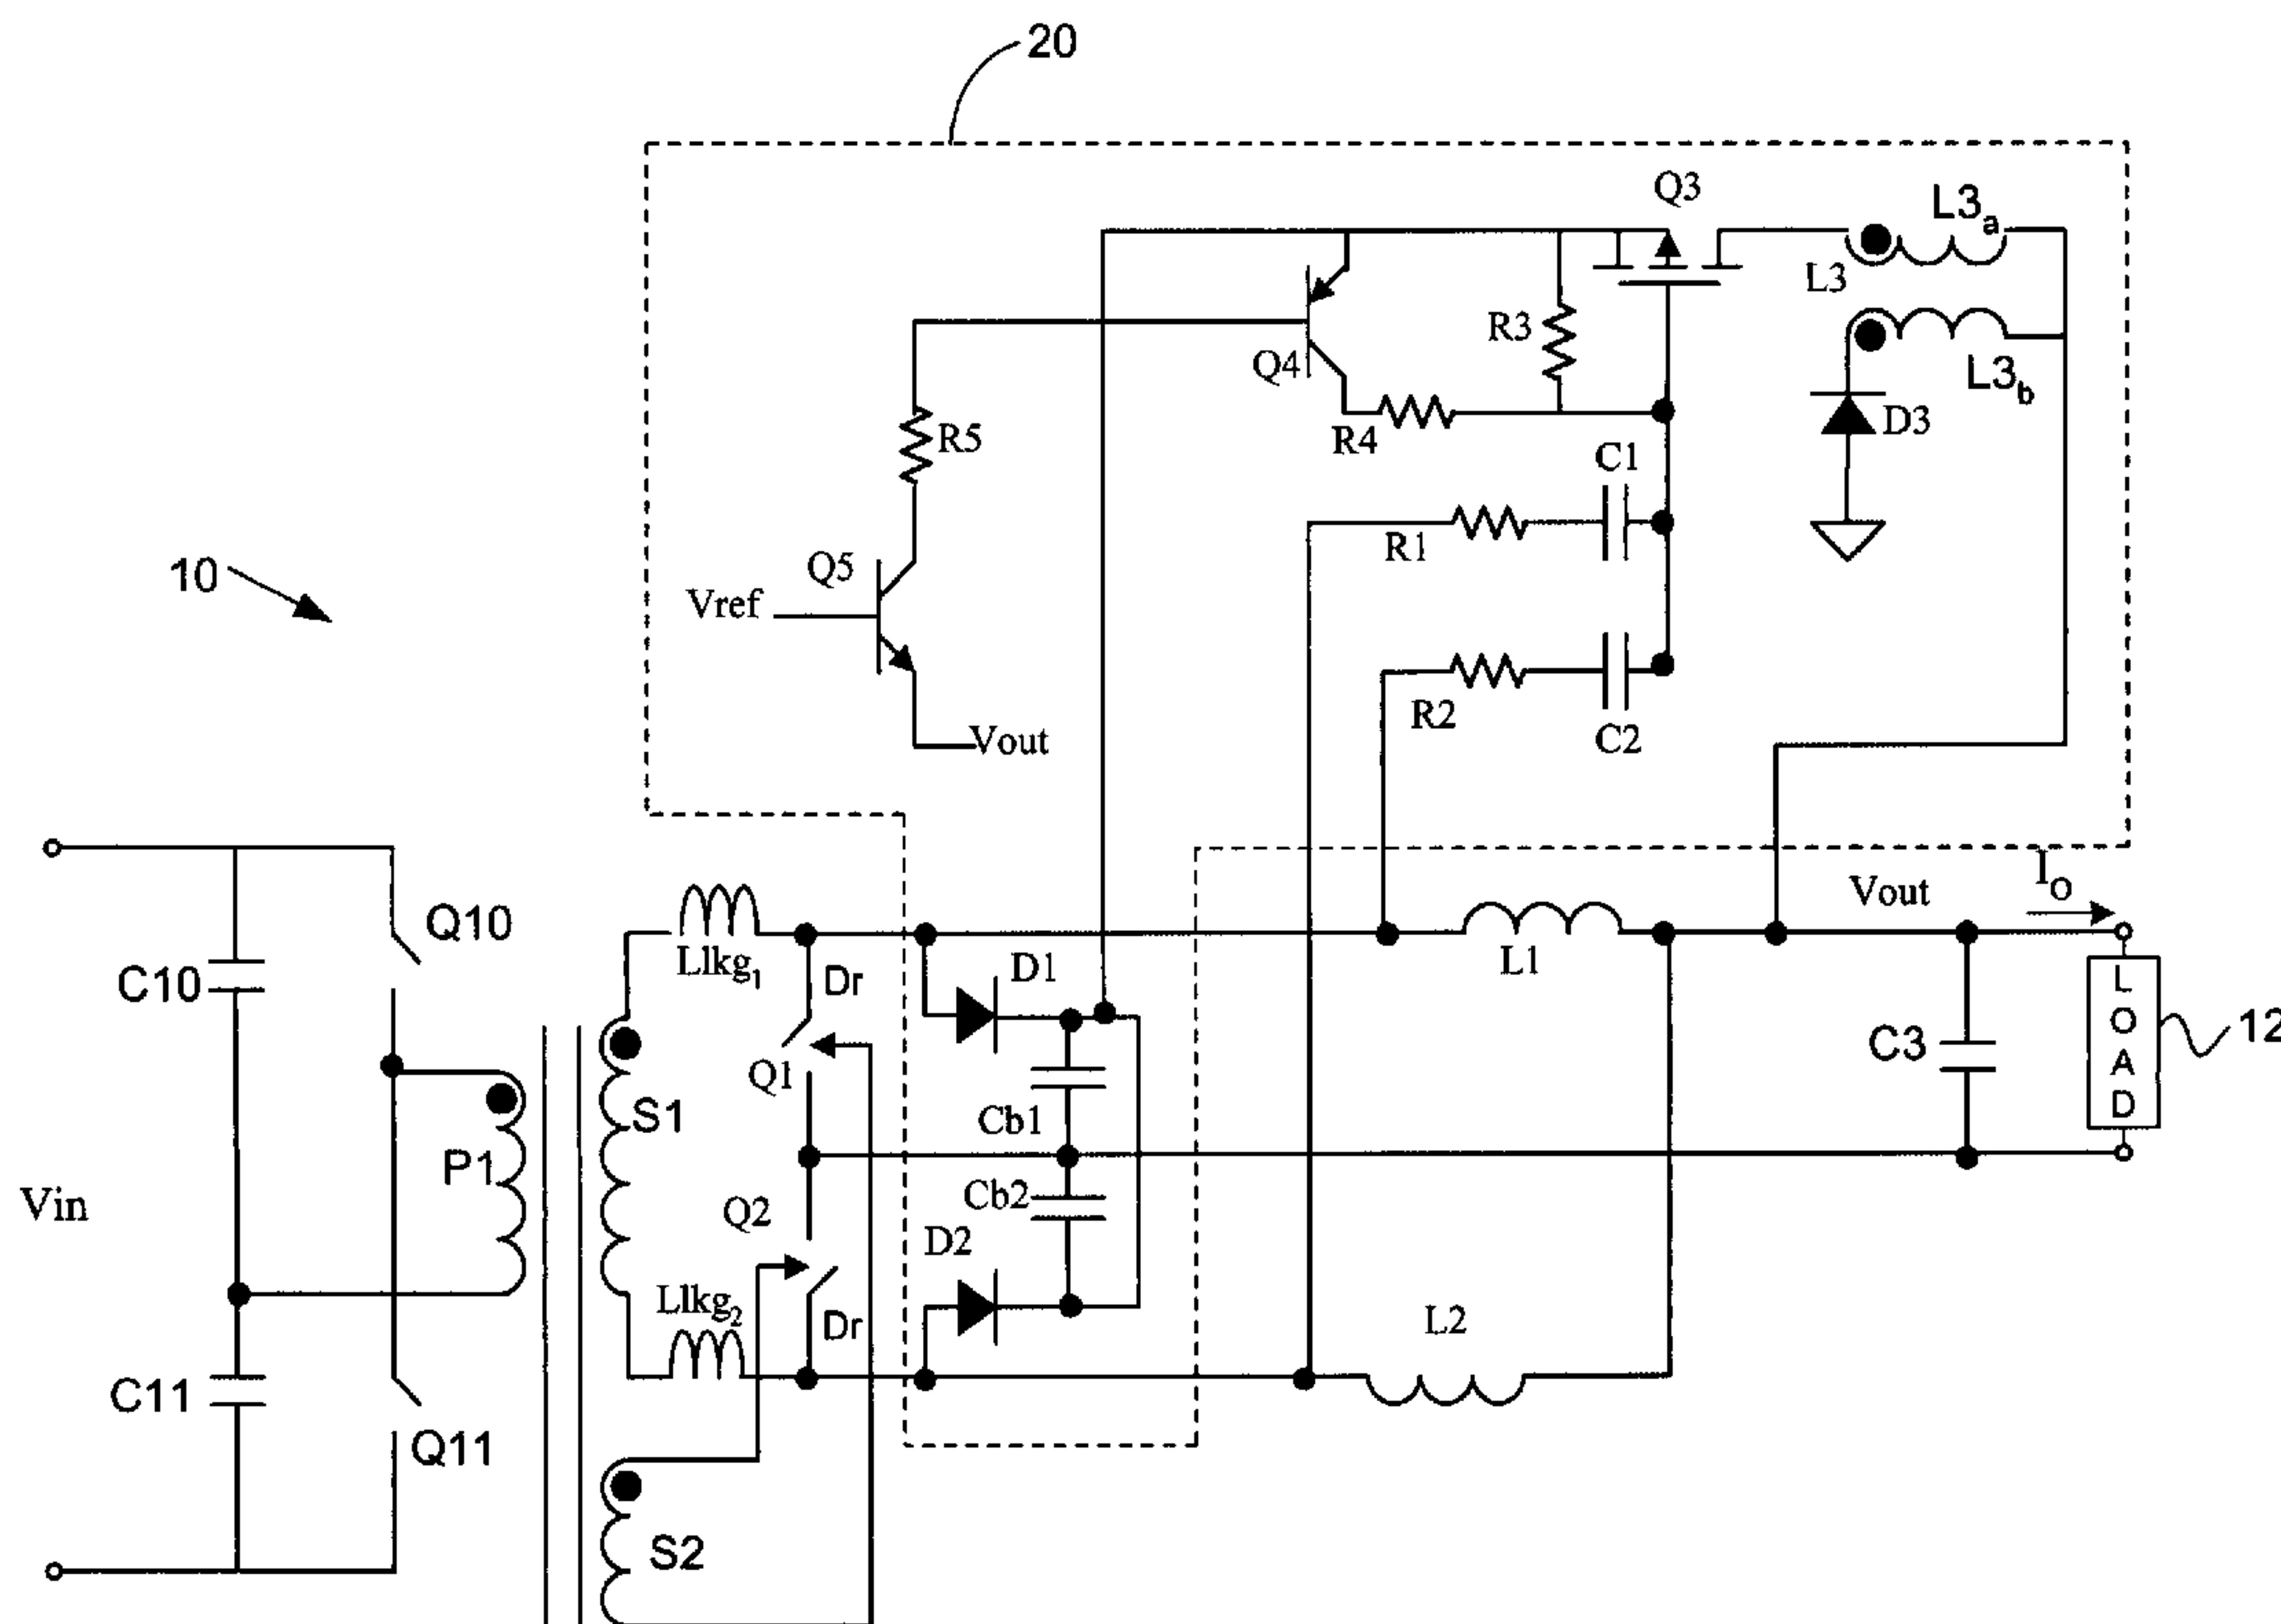 20
Q3
L3a
L3
R3
Q4
L3b
D3
R4
R5
C1
R1
Q5
10
Vref
R2
Vout
C2
Vout
IO
Q10
Llkg1
D1
L1
Dr
C10
C3
LOAD
12
Q1
S1
Cb1
P1
Vin
Q2
Cb2
D2
Llkg2
Dr
L2
C11
Q11
S2